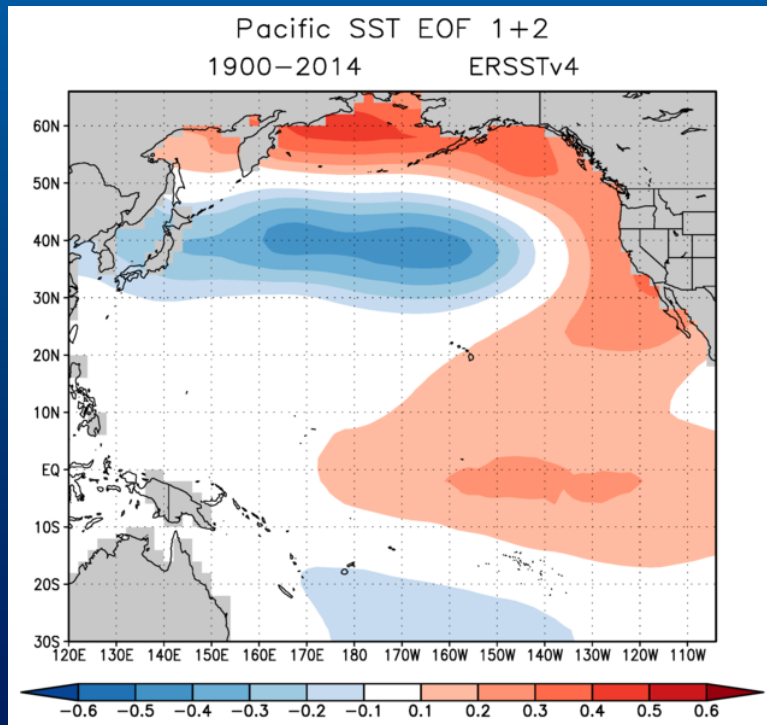 Pacific SST EOF 1+2
1900-2014 ERSSTv4
60N
50N
40N
30N
20N
10N
EQ
10S
20S
30S
120E 130E 140E 150E 160E 170E 180 170W 160W 150W 140W 130W 120W 110W
-0.6 -0.5 -0.4 -0.3 -0.2 -0.1 0.1 0.2 0.3 0.4 0.5 0.6